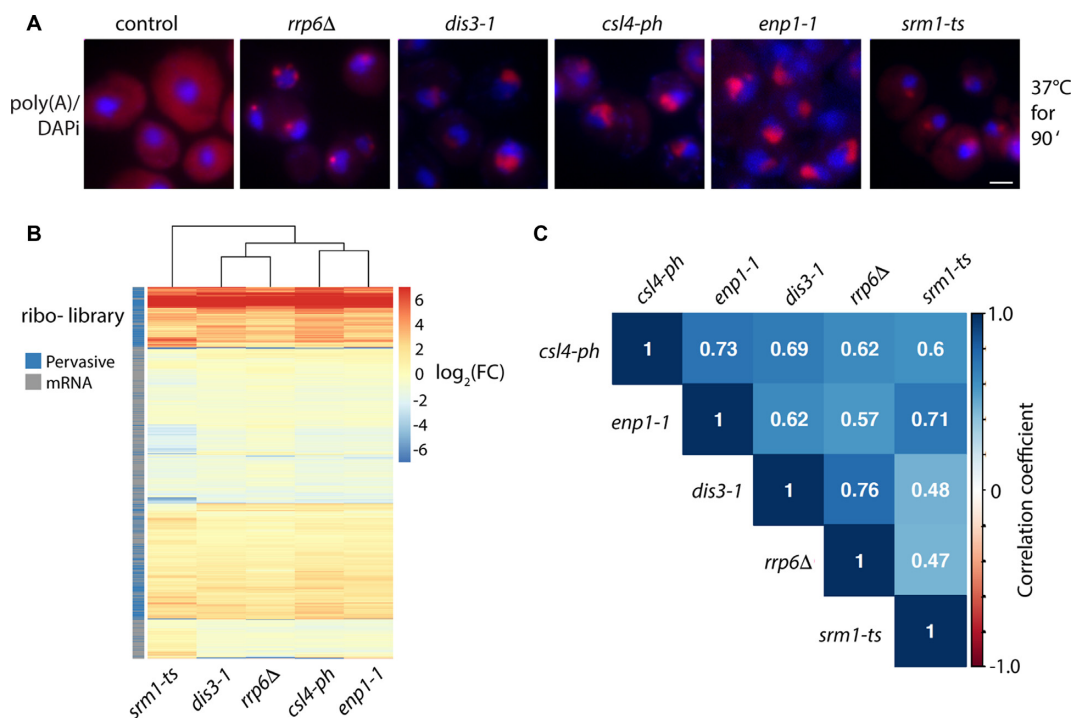 A
control rrp6Δ dis3-1 csl4-ph enp1-1 srm1-ts
poly(A)/
DAPi
37°C
for
90‘
B
ribo- library
Pervasive
mRNA
6
4
2
0
-2
-4
-6
log2(FC)
srm1-ts dis3-1 rrp6Δ csl4-ph enp1-1
C
csl4-ph enp1-1 dis3-1 rrp6Δ srm1-ts
csl4-ph 1 0.73 0.69 0.62 0.6
enp1-1 1 0.62 0.57 0.71
dis3-1 1 0.76 0.48
rrp6Δ 1 0.47
srm1-ts 1
1.0
0
-1.0
Correlation coefficient